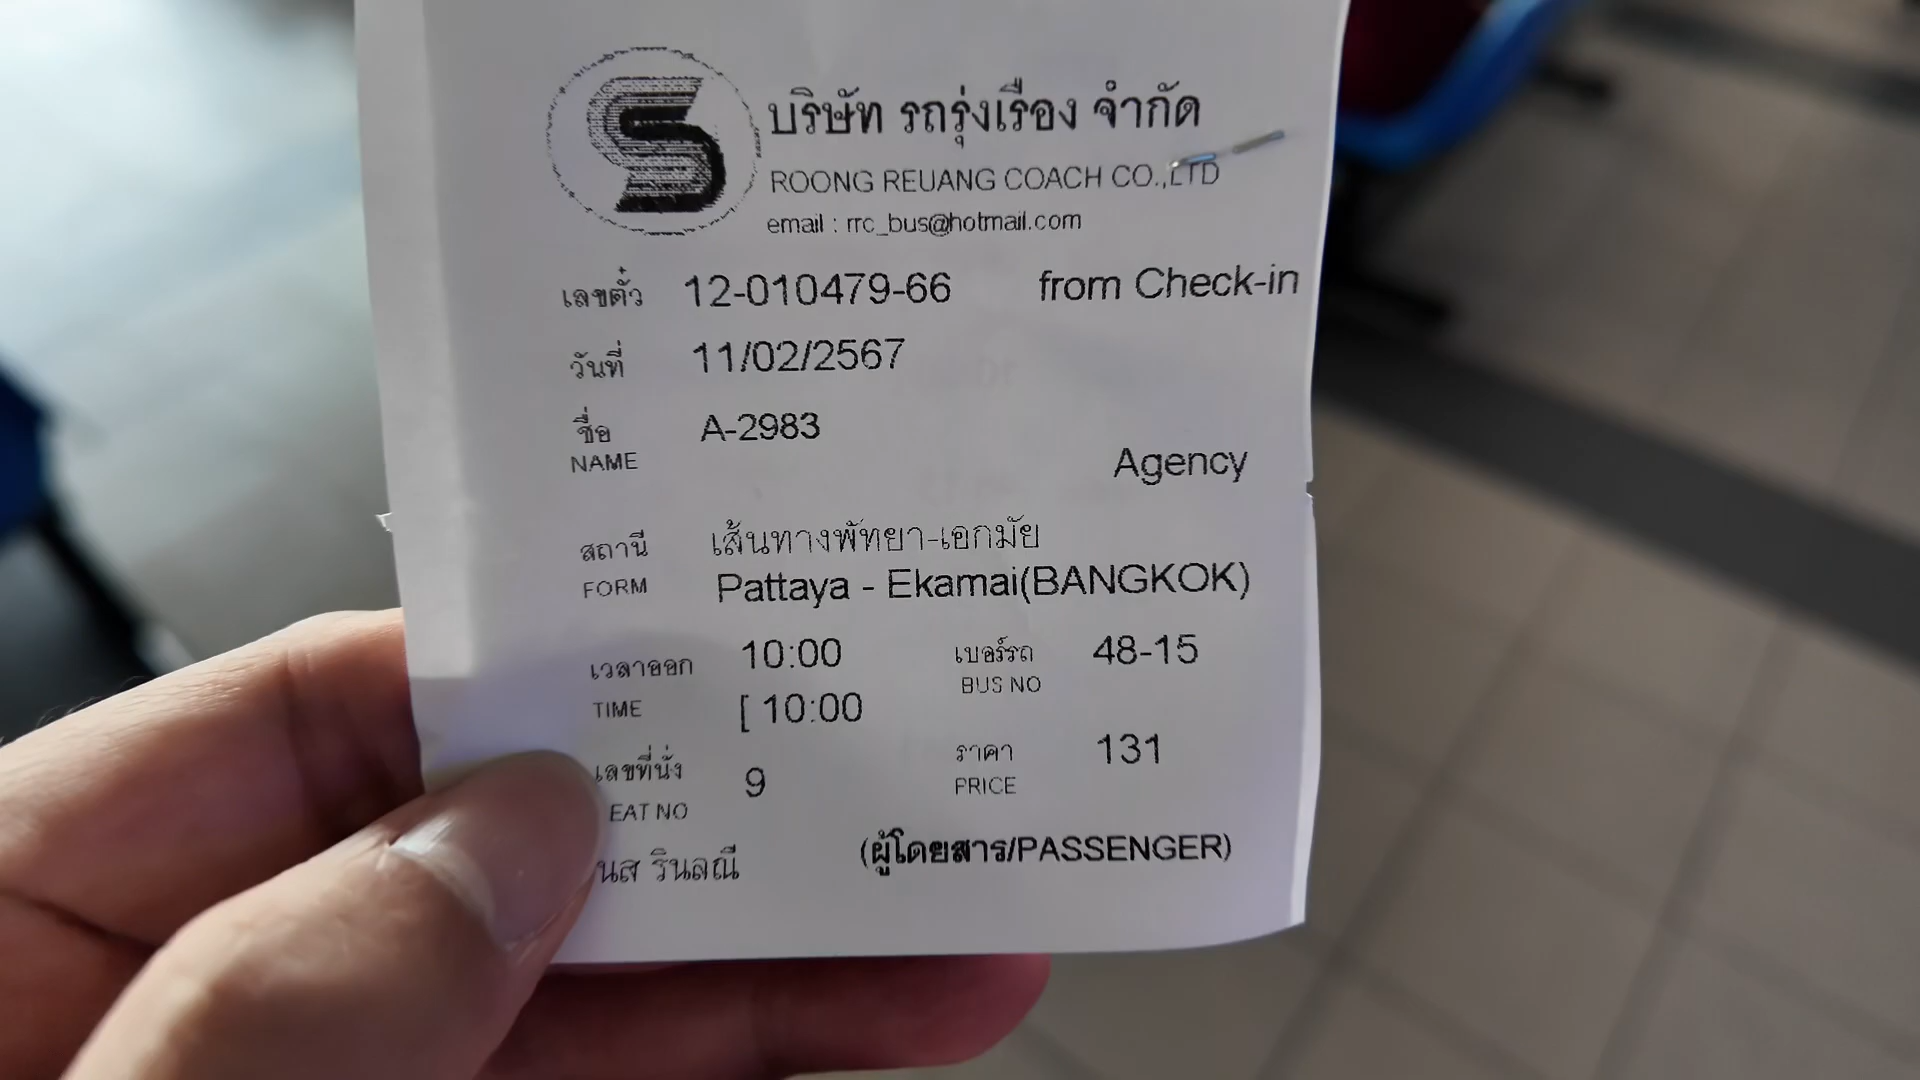 บริษัท รถรุ่งเรือง จำกัด
ROONG REUANG COACH CO.,LTD
email : rrc_bus@hotmail.com
เลขตั๋ว 12-010479-66 from Check-in
วันที่ 11/02/2567
ชื่อ A-2983
NAME
Agency
สถานี เส้นทางพัทยา-เอกมัย
FORM Pattaya - Ekamai(BANGKOK)
เวลาออก 10:00 เบอร์รถ 48-15
TIME [ 10:00 BUS NO
เลขที่นั่ง 9 ราคา 131
EAT NO PRICE
นส รินลณี (ผู้โดยสาร/PASSENGER)